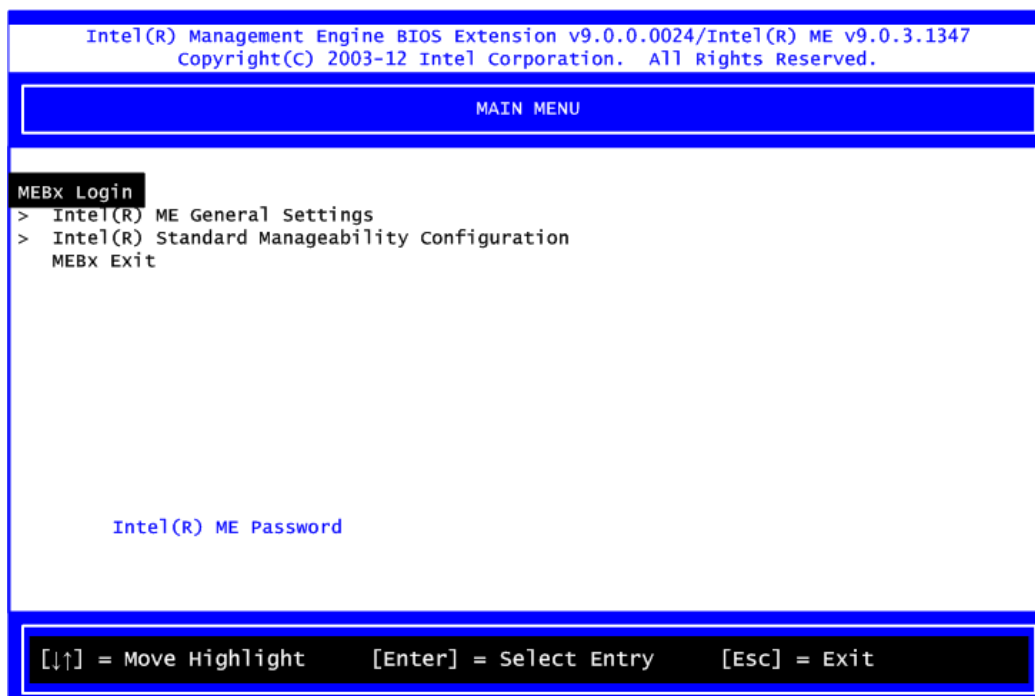 Intel(R) Management Engine BIOS Extension v9.0.0.0024/Intel(R) ME v9.0.3.1347
Copyright(C) 2003-12 Intel Corporation.  All Rights Reserved.
MAIN MENU
MEBx Login
>  Intel(R) ME General Settings
>  Intel(R) Standard Manageability Configuration
MEBx Exit
Intel(R) ME Password
[↓↑] = Move Highlight    [Enter] = Select Entry    [Esc] = Exit